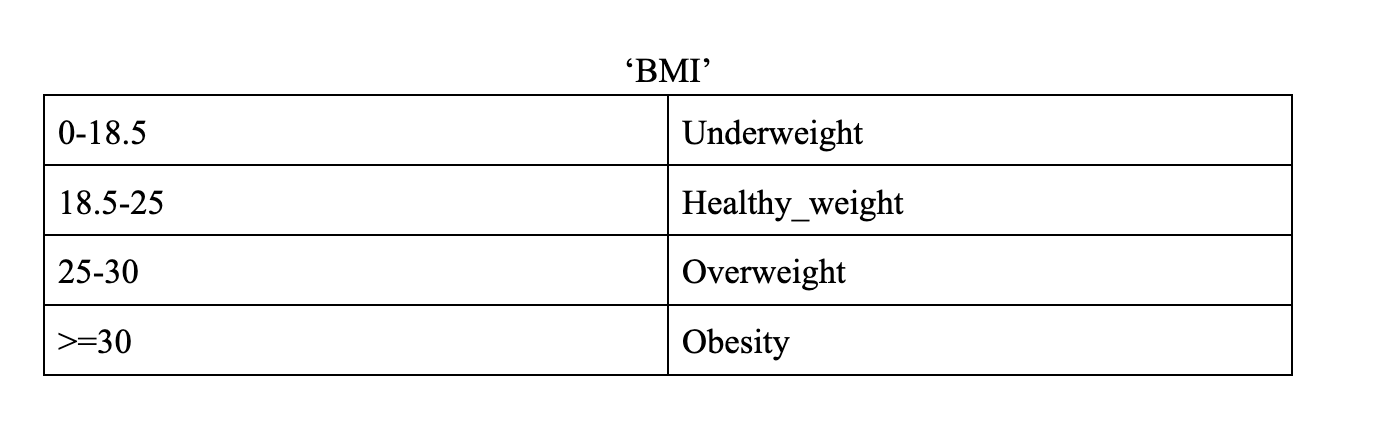 ‘BMI’
0-18.5 Underweight
18.5-25 Healthy_weight
25-30 Overweight
>=30 Obesity